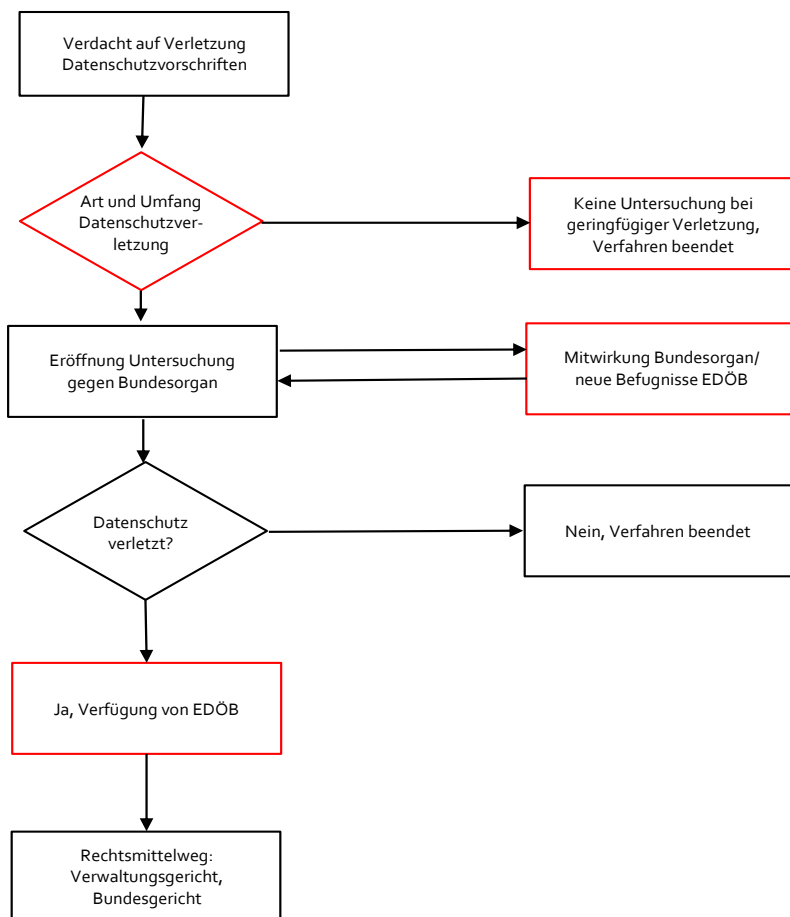 Verdacht auf Verletzung
Datenschutzvorschriften
Art und Umfang
Datenschutzver-
letzung
Keine Untersuchung bei
geringfügiger Verletzung,
Verfahren beendet
Eröffnung Untersuchung
gegen Bundesorgan
Mitwirkung Bundesorgan/
neue Befugnisse EDÖB
Datenschutz
verletzt?
Nein, Verfahren beendet
Ja, Verfügung von EDÖB
Rechtsmittelweg:
Verwaltungsgericht,
Bundesgericht